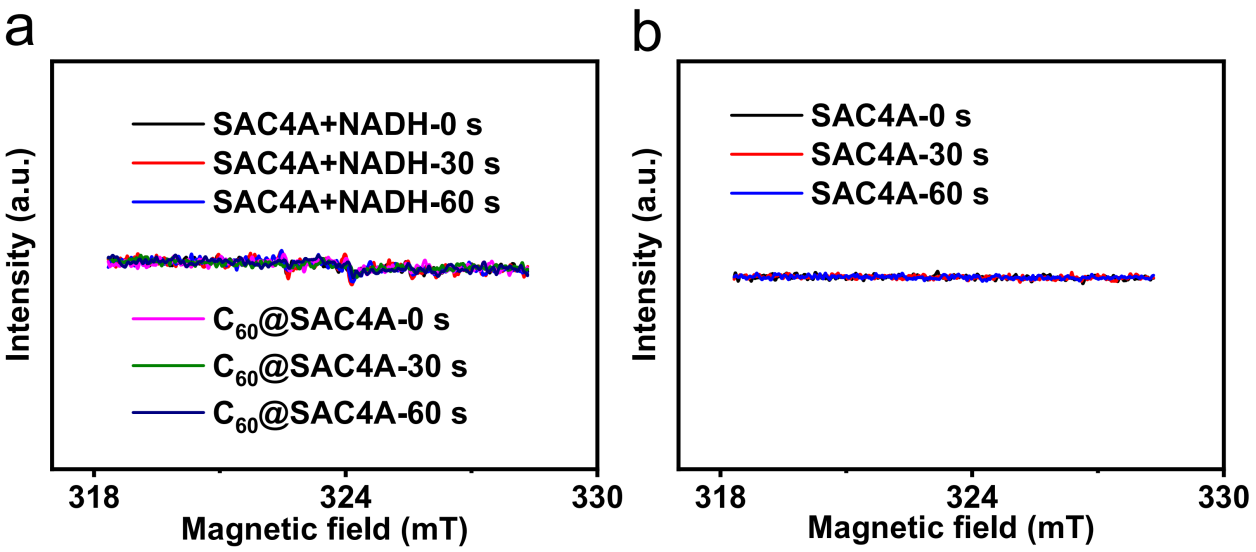 a
SAC4A+NADH-0 s
SAC4A+NADH-30 s
SAC4A+NADH-60 s
C₆₀@SAC4A-0 s
C₆₀@SAC4A-30 s
C₆₀@SAC4A-60 s
Intensity (a.u.)
318 324 330
Magnetic field (mT)
b
SAC4A-0 s
SAC4A-30 s
SAC4A-60 s
Intensity (a.u.)
318 324 330
Magnetic field (mT)